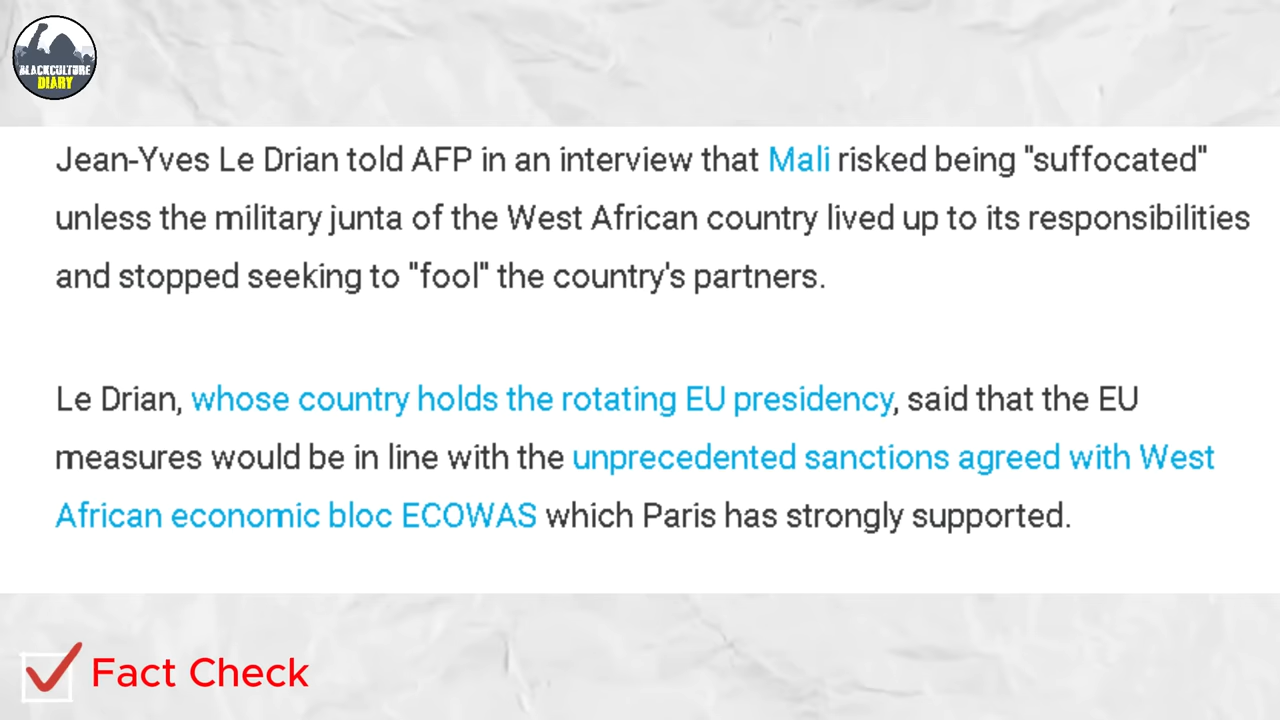 BLACKCULTURE
DIARY
Jean-Yves Le Drian told AFP in an interview that Mali risked being "suffocated"
unless the military junta of the West African country lived up to its responsibilities
and stopped seeking to "fool" the country's partners.
Le Drian, whose country holds the rotating EU presidency, said that the EU
measures would be in line with the unprecedented sanctions agreed with West
African economic bloc ECOWAS which Paris has strongly supported.
Fact Check